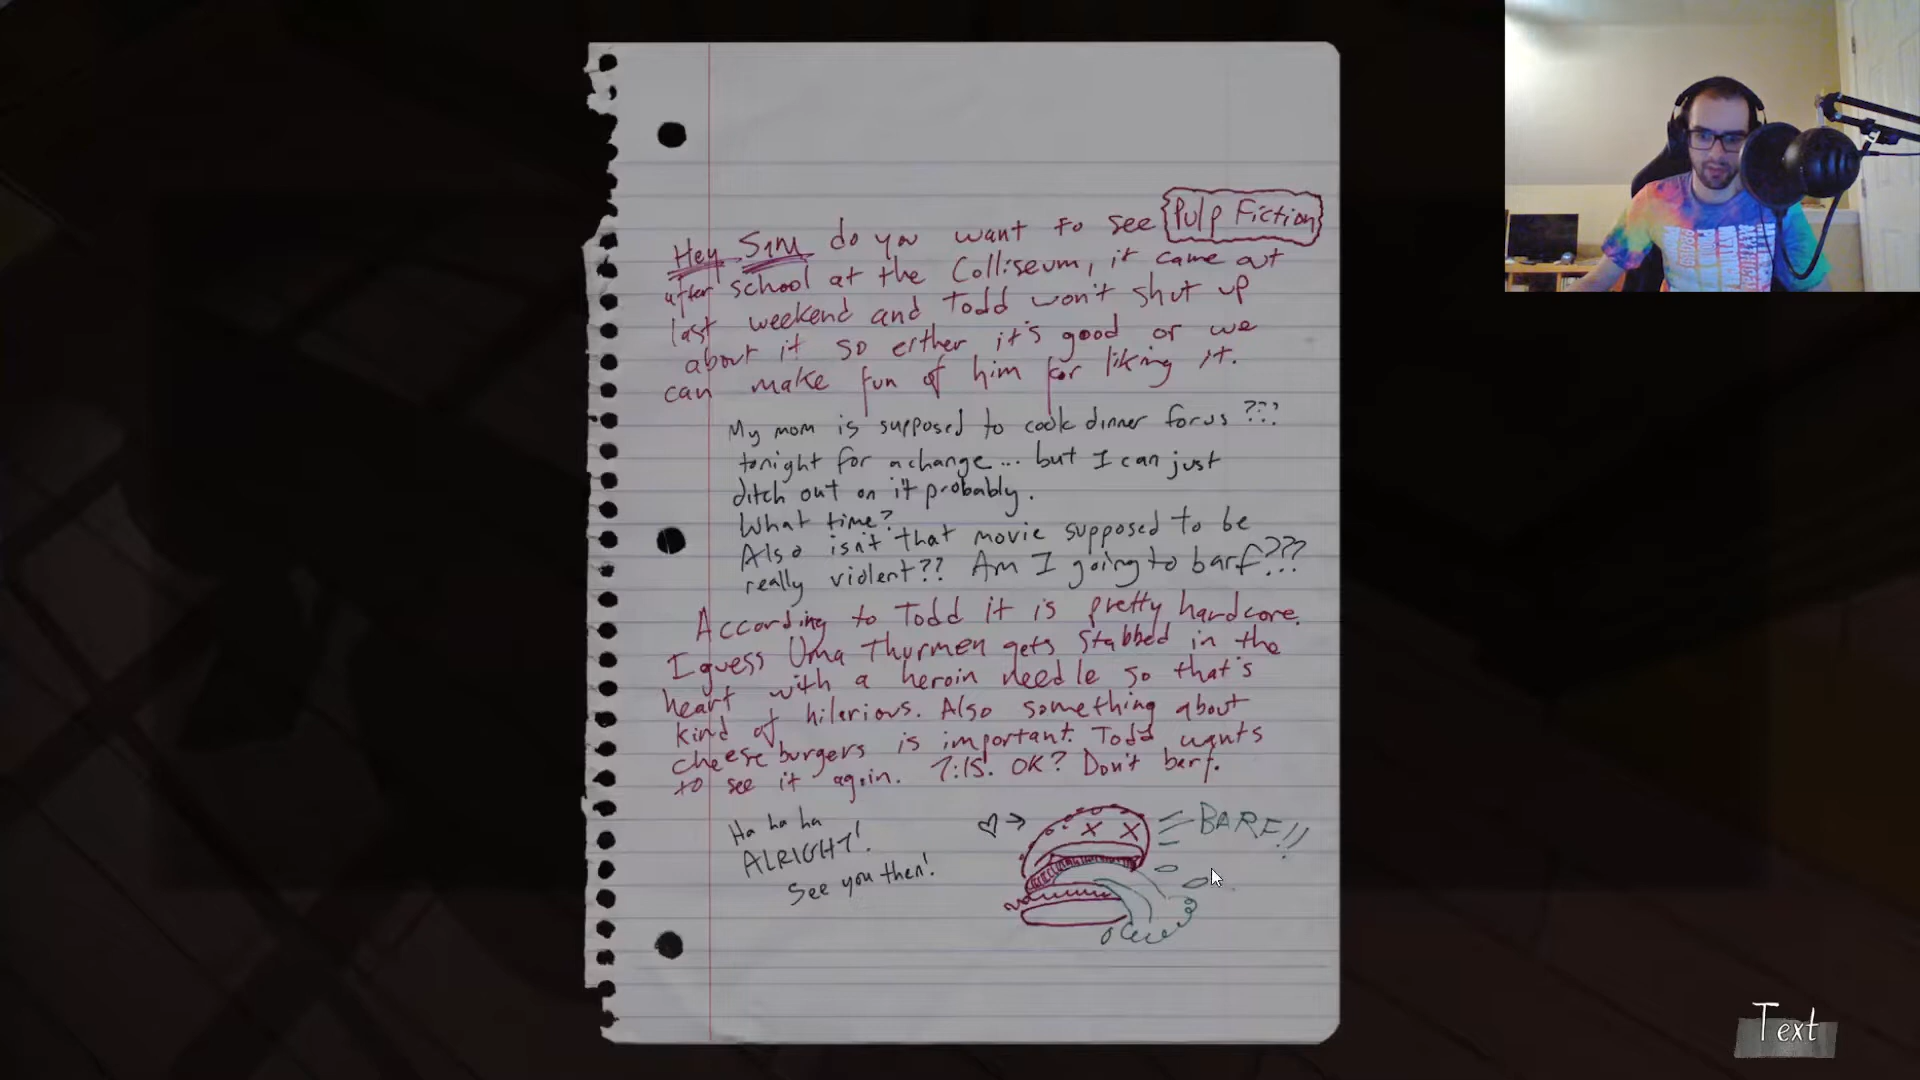 Hey Sam do you want to see Pulp Fiction
after school at the Colliseum, it came out
last weekend and Todd won't shut up
about it so either it's good or we
can make fun of him for liking it.
My mom is supposed to cook dinner for us ???
tonight for a change... but I can just
ditch out on it probably.
What time?
Also isn't that movie supposed to be
really violent?? Am I going to barf???
According to Todd it is pretty hardcore.
I guess Uma Thurmen gets stabbed in the
heart with a heroin needle so that's
kind of hilerious. Also something about
cheeseburgers is important. Todd wants
to see it again. 7:15. OK? Don't barf.
Ha ha ha
ALRIGHT!
See you then!
BARF!!
Text